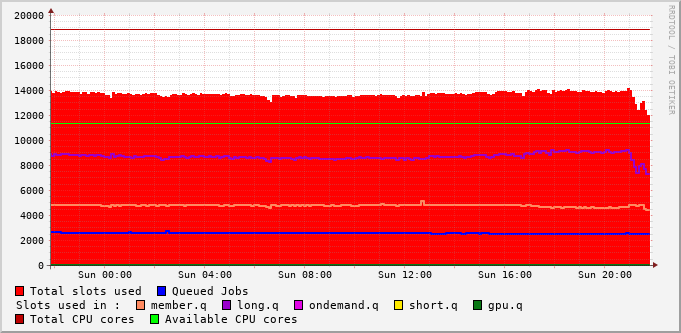 RRDTOOL / TOBI OETIKER
20000
18000
16000
14000
12000
10000
8000
6000
4000
2000
0
Sun 00:00 Sun 04:00 Sun 08:00 Sun 12:00 Sun 16:00 Sun 20:00
Total slots used Queued Jobs
Slots used in : member.q long.q ondemand.q short.q gpu.q
Total CPU cores Available CPU cores